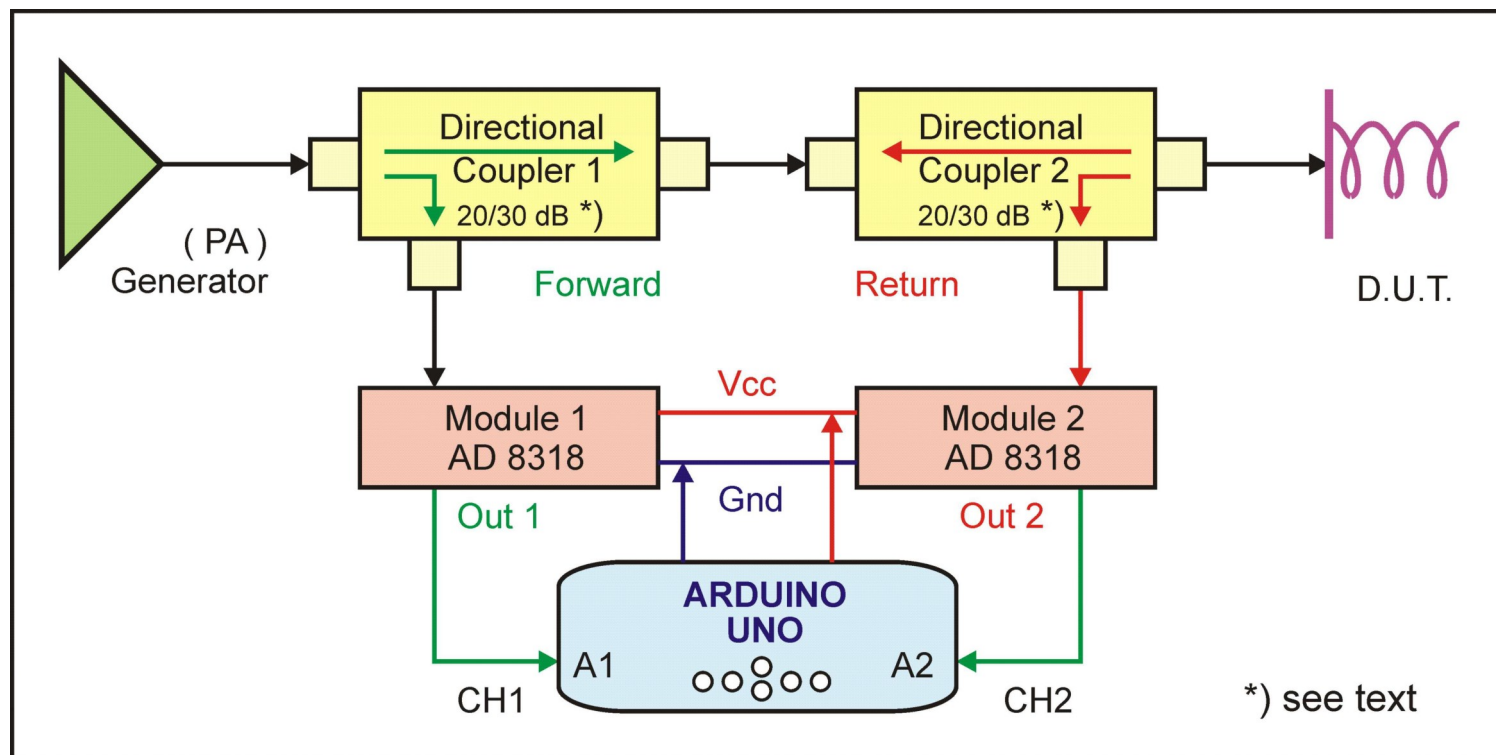 Directional
Coupler 1
20/30 dB *)
Directional
Coupler 2
20/30 dB *)
( PA )
Generator
Forward
Return
D.U.T.
Module 1
AD 8318
Vcc
Gnd
Module 2
AD 8318
Out 1
Out 2
ARDUINO
UNO
A1
A2
CH1
CH2
*) see text